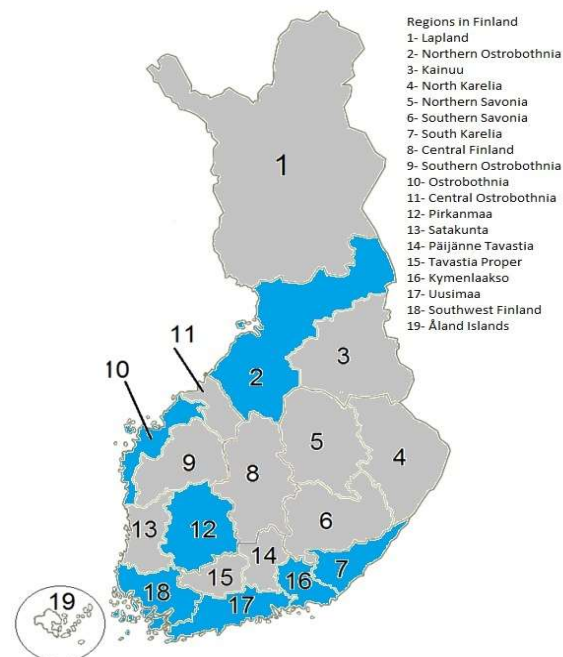 Regions in Finland
1- Lapland
2- Northern Ostrobothnia
3- Kainuu
4- North Karelia
5- Northern Savonia
6- Southern Savonia
7- South Karelia
8- Central Finland
9- Southern Ostrobothnia
10- Ostrobothnia
11- Central Ostrobothnia
12- Pirkanmaa
13- Satakunta
14- Päijänne Tavastia
15- Tavastia Proper
16- Kymenlaakso
17- Uusimaa
18- Southwest Finland
19- Åland Islands
1
2
3
11
10
9
8
5
4
13
12
6
14
15
16
7
18
17
19